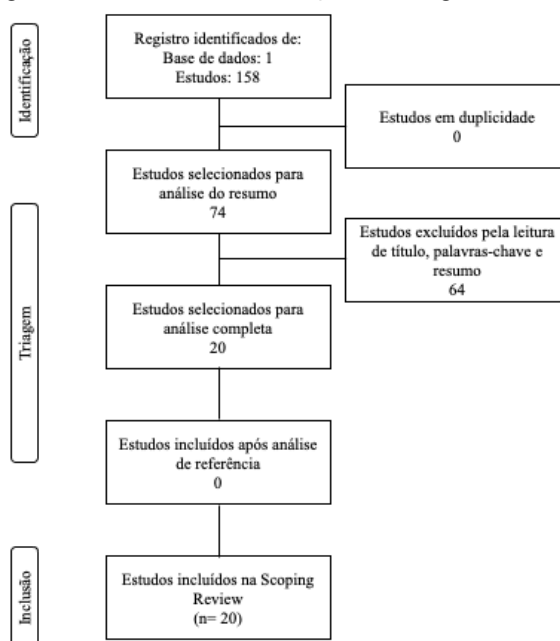 Identificação
Registro identificados de:
Base de dados: 1
Estudos: 158
Estudos em duplicidade
0
Triagem
Estudos selecionados para
análise do resumo
74
Estudos excluídos pela leitura
de título, palavras-chave e
resumo
64
Estudos selecionados para
análise completa
20
Estudos incluídos após análise
de referência
0
Inclusão
Estudos incluídos na Scoping
Review
(n= 20)